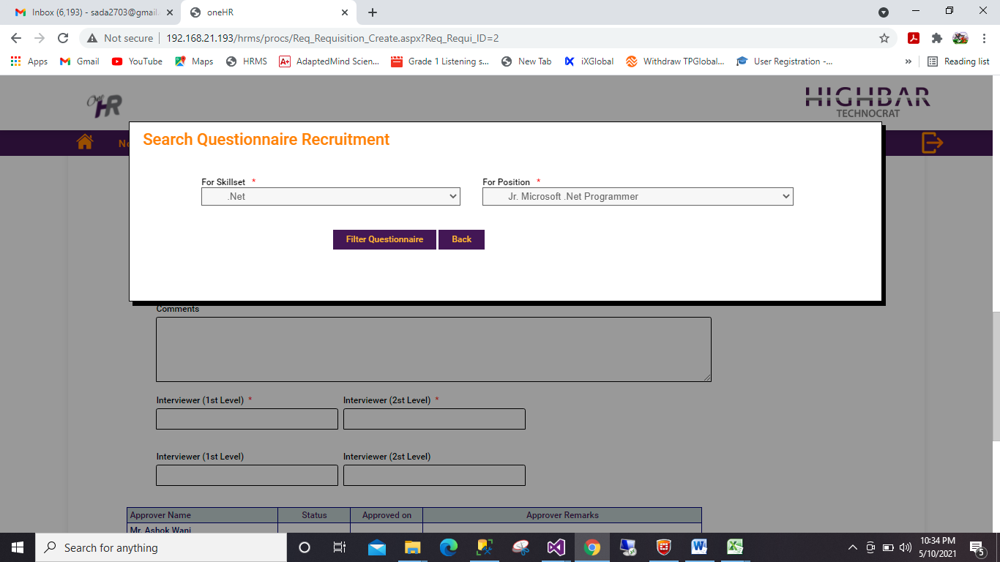 Inbox (6,193) - sada2703@gmail.
oneHR
Not secure 192.168.21.193/hrms/procs/Req_Requisition_Create.aspx?Req_Requi_ID=2
Apps Gmail YouTube Maps HRMS A+ AdaptedMind Scien... Grade 1 Listening s... New Tab iXGlobal Withdraw TPGlobal... User Registration -... » Reading list
One HR
HIGHBAR
TECHNOCRAT
Search Questionnaire Recruitment
For Skillset * For Position *
.Net Jr. Microsoft .Net Programmer
Filter Questionnaire Back
Comments
Interviewer (1st Level) * Interviewer (2st Level) *
Interviewer (1st Level) Interviewer (2st Level)
Approver Name Status Approved on Approver Remarks
Mr. Ashok Wani
Search for anything
10:34 PM
5/10/2021
5